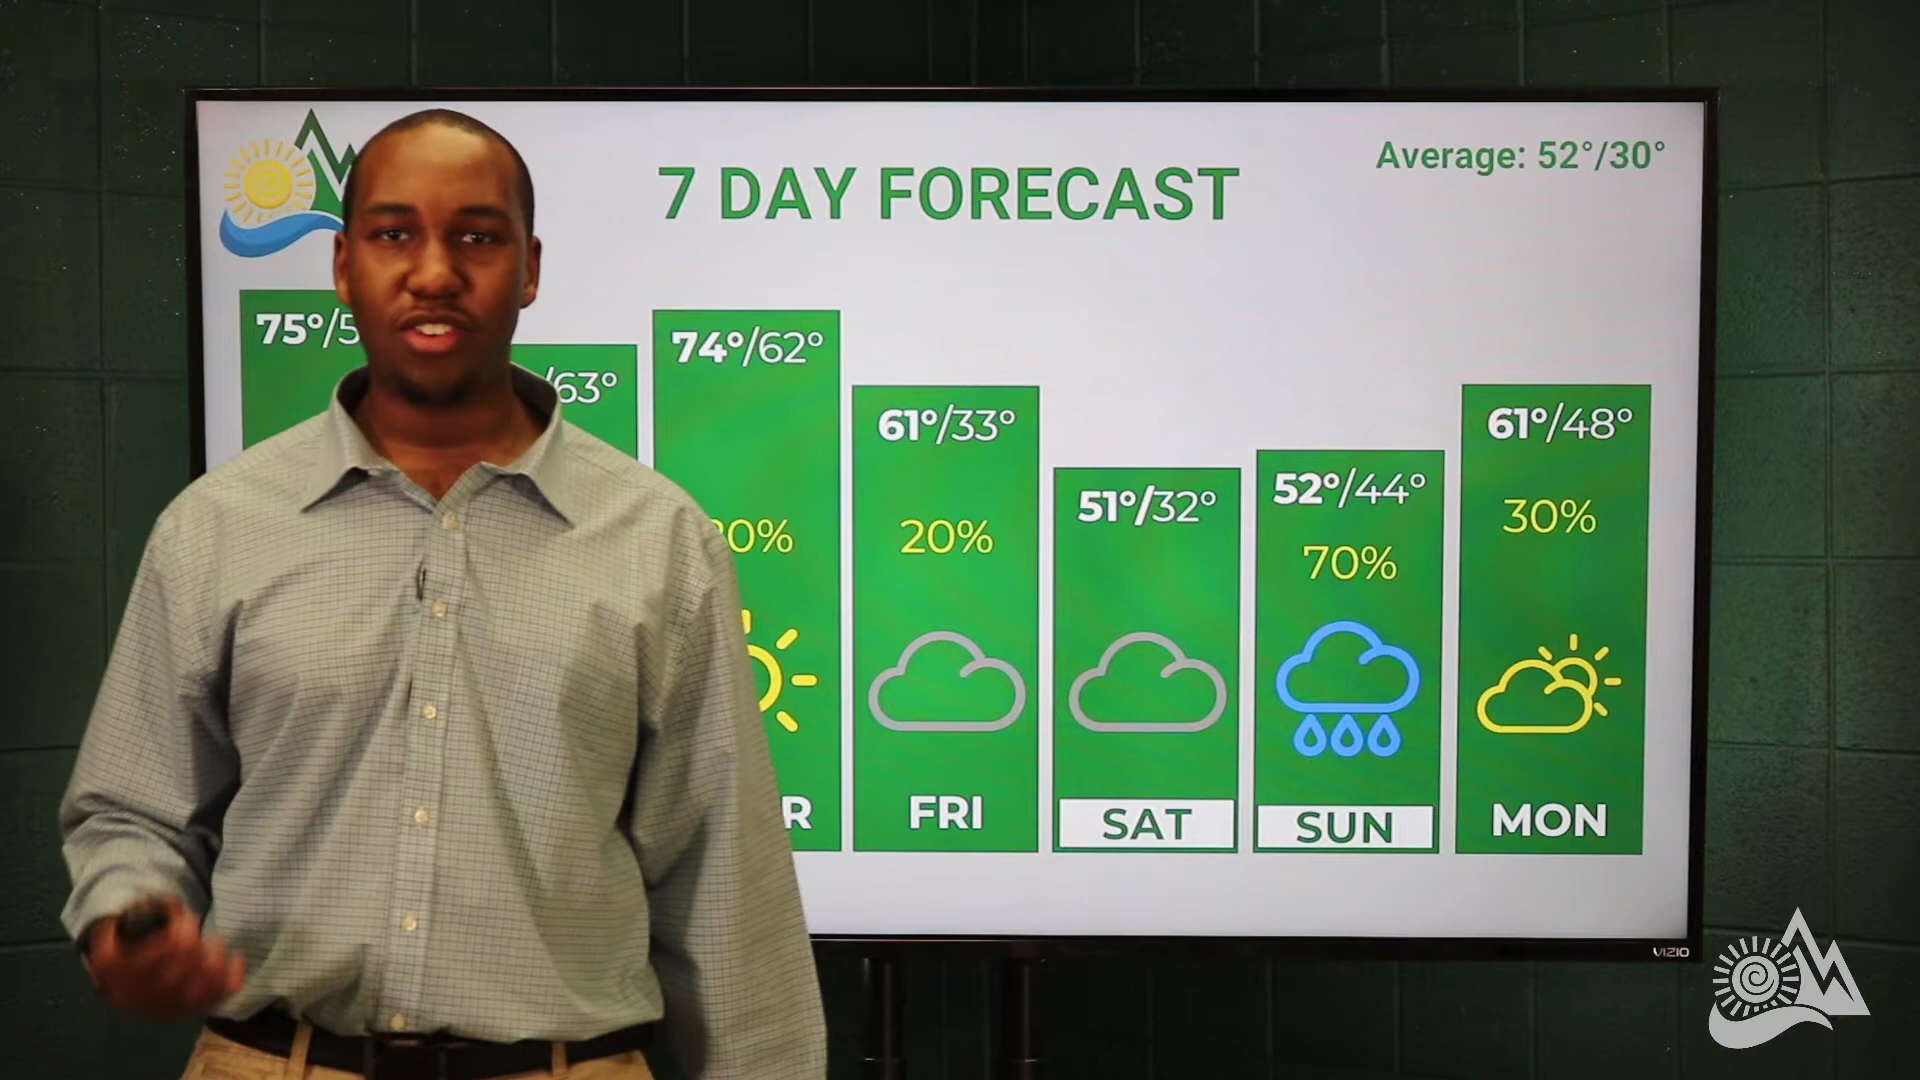 7 DAY FORECAST
Average: 52°/30°
75°/5
/63°
74°/62°
61°/33°
51°/32°
52°/44°
61°/48°
0%
20%
70%
30%
R
FRI
SAT
SUN
MON
VIZIO